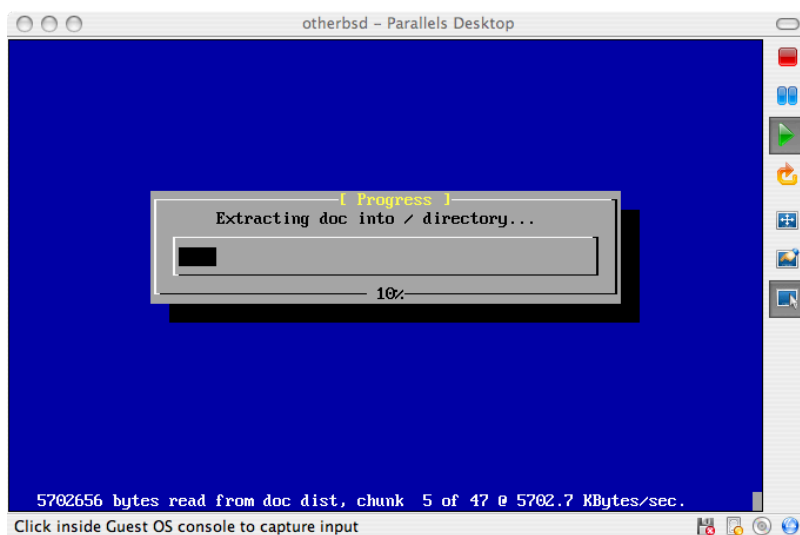 otherbsd – Parallels Desktop
[ Progress ]
Extracting doc into / directory...
10%
5702656 bytes read from doc dist, chunk  5 of 47 @ 5702.7 KBytes/sec.
Click inside Guest OS console to capture input